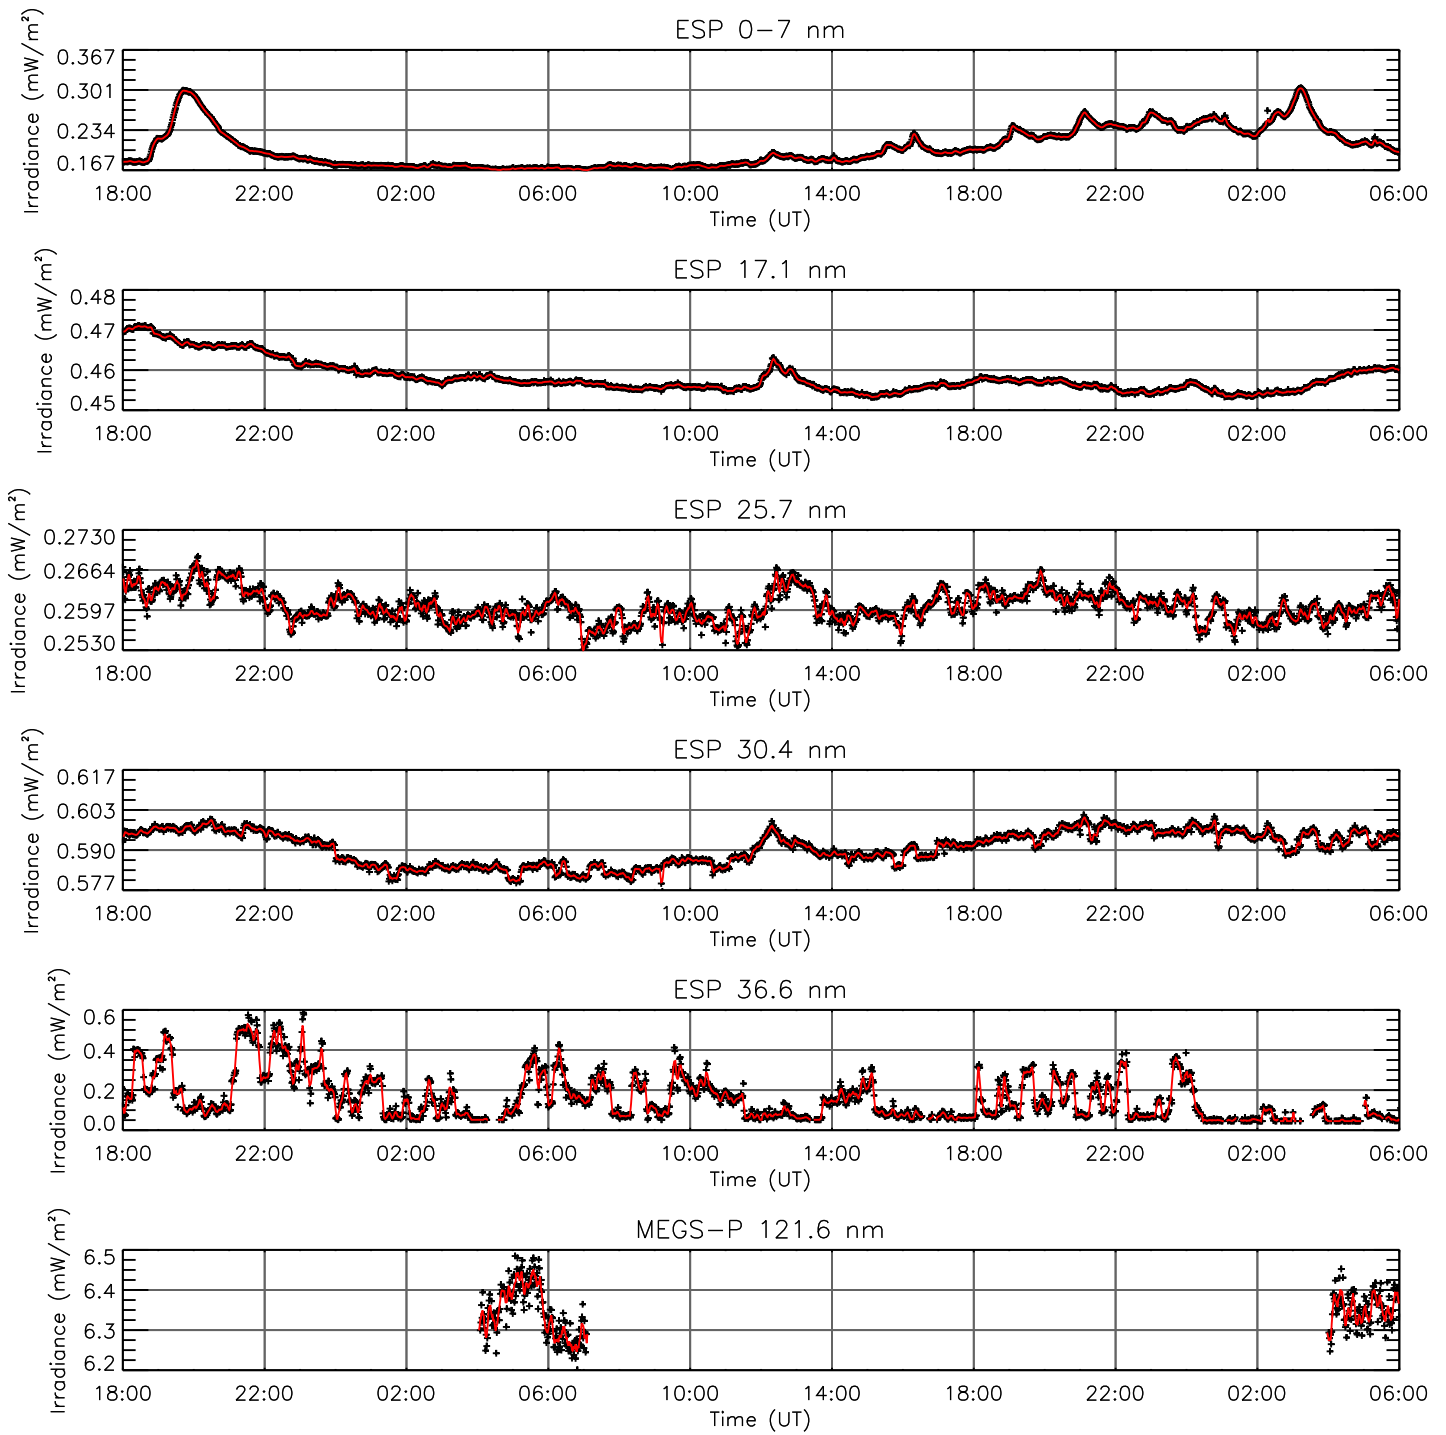 ESP 0-7 nm
Irradiance (mW/m²)
0.367
0.301
0.234
0.167
18:00 22:00 02:00 06:00 10:00 14:00 18:00 22:00 02:00 06:00
Time (UT)
ESP 17.1 nm
Irradiance (mW/m²)
0.48
0.47
0.46
0.45
18:00 22:00 02:00 06:00 10:00 14:00 18:00 22:00 02:00 06:00
Time (UT)
ESP 25.7 nm
Irradiance (mW/m²)
0.2730
0.2664
0.2597
0.2530
18:00 22:00 02:00 06:00 10:00 14:00 18:00 22:00 02:00 06:00
Time (UT)
ESP 30.4 nm
Irradiance (mW/m²)
0.617
0.603
0.590
0.577
18:00 22:00 02:00 06:00 10:00 14:00 18:00 22:00 02:00 06:00
Time (UT)
ESP 36.6 nm
Irradiance (mW/m²)
0.6
0.4
0.2
0.0
18:00 22:00 02:00 06:00 10:00 14:00 18:00 22:00 02:00 06:00
Time (UT)
MEGS-P 121.6 nm
Irradiance (mW/m²)
6.5
6.4
6.3
6.2
18:00 22:00 02:00 06:00 10:00 14:00 18:00 22:00 02:00 06:00
Time (UT)